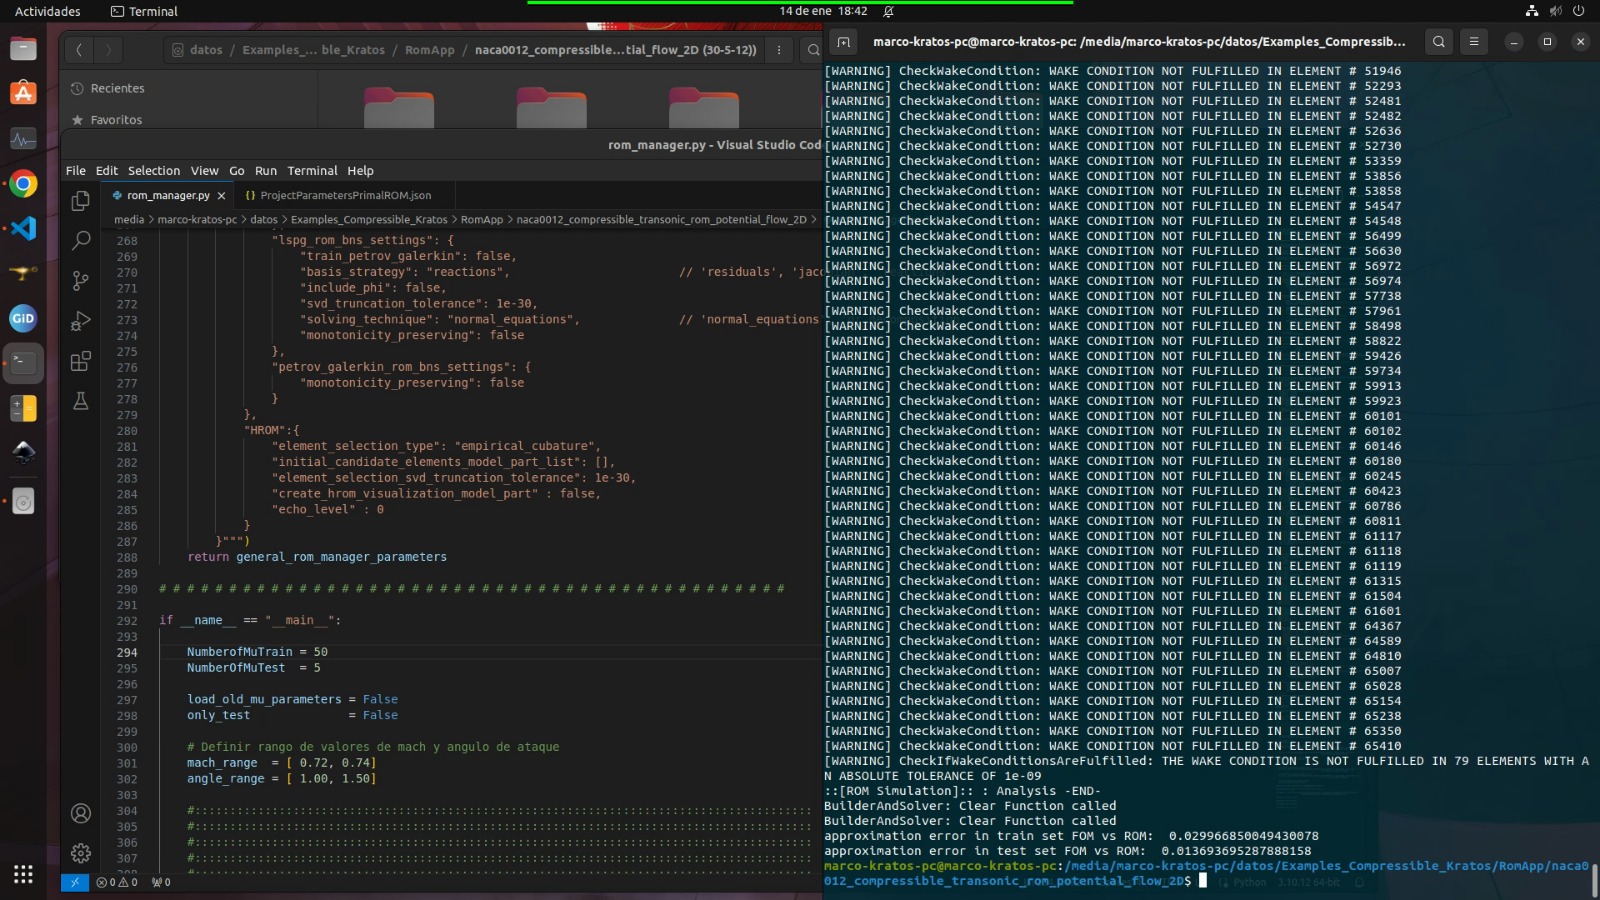 Actividades
Terminal
14 de ene 18:42
datos / Examples_... ble_Kratos / RomApp / naca0012_compressible...tial_flow_2D (30-5-12))
Recientes
Favoritos
rom_manager.py - Visual Studio Cod
File Edit Selection View Go Run Terminal Help
rom_manager.py
ProjectParametersPrimalROM.json
media > marco-kratos-pc > datos > Examples_Compressible_Kratos > RomApp > naca0012_compressible_transonic_rom_potential_flow_2D >
268 "lspg_rom_bns_settings": {
269 "train_petrov_galerkin": false,
270 "basis_strategy": "reactions", // 'residuals', 'jac
271 "include_phi": false,
272 "svd_truncation_tolerance": 1e-30,
273 "solving_technique": "normal_equations", // 'normal_equations
274 "monotonicity_preserving": false
275 },
276 "petrov_galerkin_rom_bns_settings": {
277 "monotonicity_preserving": false
278 }
279 },
280 "HROM":{
281 "element_selection_type": "empirical_cubature",
282 "initial_candidate_elements_model_part_list": [],
283 "element_selection_svd_truncation_tolerance": 1e-30,
284 "create_hrom_visualization_model_part" : false,
285 "echo_level" : 0
286 }
287 }""")
288 return general_rom_manager_parameters
289
290 # # # # # # # # # # # # # # # # # # # # # # # # # # # # # # # # # # # # # # # # # # # # #
291
292 if __name__ == "__main__":
293
294 NumberofMuTrain = 50
295 NumberOfMuTest = 5
296
297 load_old_mu_parameters = False
298 only_test = False
299
300 # Definir rango de valores de mach y angulo de ataque
301 mach_range = [ 0.72, 0.74]
302 angle_range = [ 1.00, 1.50]
303
304 #::::::::::::::::::::::::::::::::::::::::::::::::::::::::::::::::::::::::::::::::::::::
305 #::::::::::::::::::::::::::::::::::::::::::::::::::::::::::::::::::::::::::::::::::::::
306 #::::::::::::::::::::::::::::::::::::::::::::::::::::::::::::::::::::::::::::::::::::::
307 #::::::::::::::::::::::::::::::::::::::::::::::::::::::::::::::::::::::::::::::::::::::
0 0 0
marco-kratos-pc@marco-kratos-pc: /media/marco-kratos-pc/datos/Examples_Compressib...
[WARNING] CheckWakeCondition: WAKE CONDITION NOT FULFILLED IN ELEMENT # 51946
[WARNING] CheckWakeCondition: WAKE CONDITION NOT FULFILLED IN ELEMENT # 52293
[WARNING] CheckWakeCondition: WAKE CONDITION NOT FULFILLED IN ELEMENT # 52481
[WARNING] CheckWakeCondition: WAKE CONDITION NOT FULFILLED IN ELEMENT # 52482
[WARNING] CheckWakeCondition: WAKE CONDITION NOT FULFILLED IN ELEMENT # 52636
[WARNING] CheckWakeCondition: WAKE CONDITION NOT FULFILLED IN ELEMENT # 52730
[WARNING] CheckWakeCondition: WAKE CONDITION NOT FULFILLED IN ELEMENT # 53359
[WARNING] CheckWakeCondition: WAKE CONDITION NOT FULFILLED IN ELEMENT # 53856
[WARNING] CheckWakeCondition: WAKE CONDITION NOT FULFILLED IN ELEMENT # 53858
[WARNING] CheckWakeCondition: WAKE CONDITION NOT FULFILLED IN ELEMENT # 54547
[WARNING] CheckWakeCondition: WAKE CONDITION NOT FULFILLED IN ELEMENT # 54548
[WARNING] CheckWakeCondition: WAKE CONDITION NOT FULFILLED IN ELEMENT # 56499
[WARNING] CheckWakeCondition: WAKE CONDITION NOT FULFILLED IN ELEMENT # 56630
[WARNING] CheckWakeCondition: WAKE CONDITION NOT FULFILLED IN ELEMENT # 56972
[WARNING] CheckWakeCondition: WAKE CONDITION NOT FULFILLED IN ELEMENT # 56974
[WARNING] CheckWakeCondition: WAKE CONDITION NOT FULFILLED IN ELEMENT # 57738
[WARNING] CheckWakeCondition: WAKE CONDITION NOT FULFILLED IN ELEMENT # 57961
[WARNING] CheckWakeCondition: WAKE CONDITION NOT FULFILLED IN ELEMENT # 58498
[WARNING] CheckWakeCondition: WAKE CONDITION NOT FULFILLED IN ELEMENT # 58822
[WARNING] CheckWakeCondition: WAKE CONDITION NOT FULFILLED IN ELEMENT # 59426
[WARNING] CheckWakeCondition: WAKE CONDITION NOT FULFILLED IN ELEMENT # 59734
[WARNING] CheckWakeCondition: WAKE CONDITION NOT FULFILLED IN ELEMENT # 59913
[WARNING] CheckWakeCondition: WAKE CONDITION NOT FULFILLED IN ELEMENT # 59923
[WARNING] CheckWakeCondition: WAKE CONDITION NOT FULFILLED IN ELEMENT # 60101
[WARNING] CheckWakeCondition: WAKE CONDITION NOT FULFILLED IN ELEMENT # 60102
[WARNING] CheckWakeCondition: WAKE CONDITION NOT FULFILLED IN ELEMENT # 60146
[WARNING] CheckWakeCondition: WAKE CONDITION NOT FULFILLED IN ELEMENT # 60180
[WARNING] CheckWakeCondition: WAKE CONDITION NOT FULFILLED IN ELEMENT # 60245
[WARNING] CheckWakeCondition: WAKE CONDITION NOT FULFILLED IN ELEMENT # 60423
[WARNING] CheckWakeCondition: WAKE CONDITION NOT FULFILLED IN ELEMENT # 60786
[WARNING] CheckWakeCondition: WAKE CONDITION NOT FULFILLED IN ELEMENT # 60811
[WARNING] CheckWakeCondition: WAKE CONDITION NOT FULFILLED IN ELEMENT # 61117
[WARNING] CheckWakeCondition: WAKE CONDITION NOT FULFILLED IN ELEMENT # 61118
[WARNING] CheckWakeCondition: WAKE CONDITION NOT FULFILLED IN ELEMENT # 61119
[WARNING] CheckWakeCondition: WAKE CONDITION NOT FULFILLED IN ELEMENT # 61315
[WARNING] CheckWakeCondition: WAKE CONDITION NOT FULFILLED IN ELEMENT # 61504
[WARNING] CheckWakeCondition: WAKE CONDITION NOT FULFILLED IN ELEMENT # 61601
[WARNING] CheckWakeCondition: WAKE CONDITION NOT FULFILLED IN ELEMENT # 64367
[WARNING] CheckWakeCondition: WAKE CONDITION NOT FULFILLED IN ELEMENT # 64589
[WARNING] CheckWakeCondition: WAKE CONDITION NOT FULFILLED IN ELEMENT # 64810
[WARNING] CheckWakeCondition: WAKE CONDITION NOT FULFILLED IN ELEMENT # 65007
[WARNING] CheckWakeCondition: WAKE CONDITION NOT FULFILLED IN ELEMENT # 65028
[WARNING] CheckWakeCondition: WAKE CONDITION NOT FULFILLED IN ELEMENT # 65154
[WARNING] CheckWakeCondition: WAKE CONDITION NOT FULFILLED IN ELEMENT # 65238
[WARNING] CheckWakeCondition: WAKE CONDITION NOT FULFILLED IN ELEMENT # 65350
[WARNING] CheckWakeCondition: WAKE CONDITION NOT FULFILLED IN ELEMENT # 65410
[WARNING] CheckIfWakeConditionsAreFulfilled: THE WAKE CONDITION IS NOT FULFILLED IN 79 ELEMENTS WITH A
N ABSOLUTE TOLERANCE OF 1e-09
::[ROM Simulation]:: : Analysis -END-
BuilderAndSolver: Clear Function called
BuilderAndSolver: Clear Function called
approximation error in train set FOM vs ROM: 0.029966850049430078
approximation error in test set FOM vs ROM: 0.013693695287888158
marco-kratos-pc@marco-kratos-pc:/media/marco-kratos-pc/datos/Examples_Compressible_Kratos/RomApp/naca0
012_compressible_transonic_rom_potential_flow_2D$
Python 3.10.12 64-bit
GiD